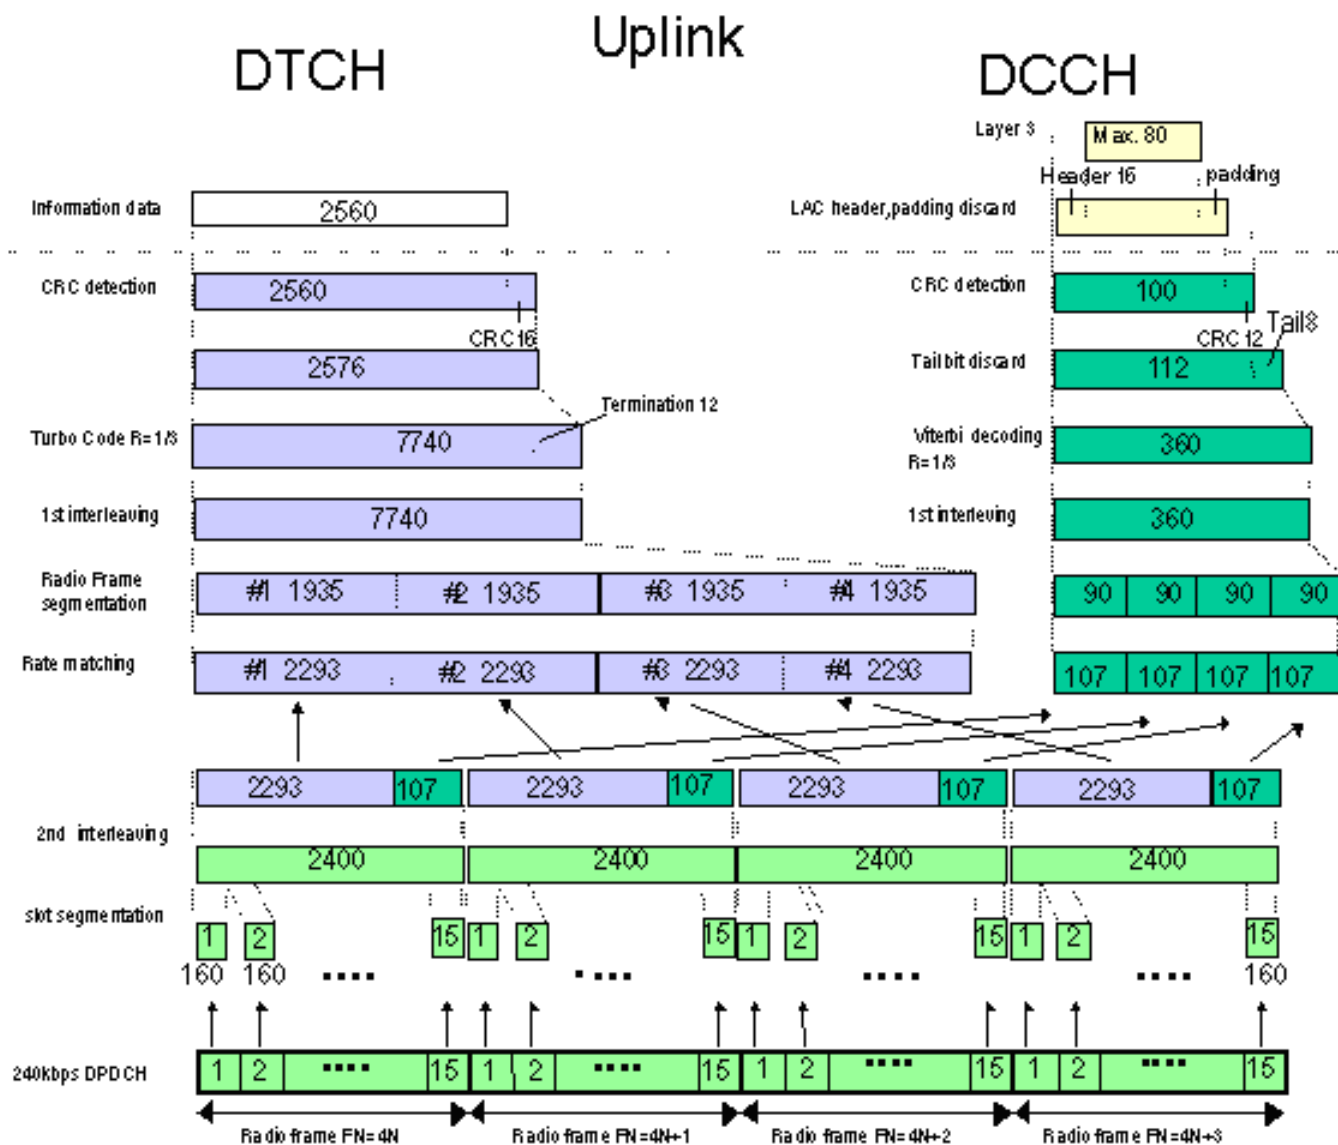 Uplink
DTCH
DCCH
Layer 3
Max. 80
Header 16
padding
Information data
2560
LAC header,padding discard
CRC detection
2560
CRC detection
100
CRC16
CRC 12
Tail8
2576
Tailbit discard
112
Termination 12
Turbo Code R=1/3
7740
Viterbi decoding
R=1/3
360
1st interleaving
7740
1st interleving
360
Radio Frame
segmentation
#1 1935 #2 1935 #3 1935 #4 1935
90 90 90 90
Rate matching
#1 2293 #2 2293 #3 2293 #4 2293
107 107 107 107
2293 107 2293 107 2293 107 2293 107
2nd interleaving
2400 2400 2400 2400
slot segmentation
1 2 15 1 2 15 1 2 15 1 2 15
160 160 .... .... .... .... 160
240kbps DPDCH
1 2 .... 15 1 2 .... 15 1 2 .... 15 1 2 .... 15
Radio frame FN=4N Radio frame FN=4N+1 Radio frame FN=4N+2 Radio frame FN=4N+3